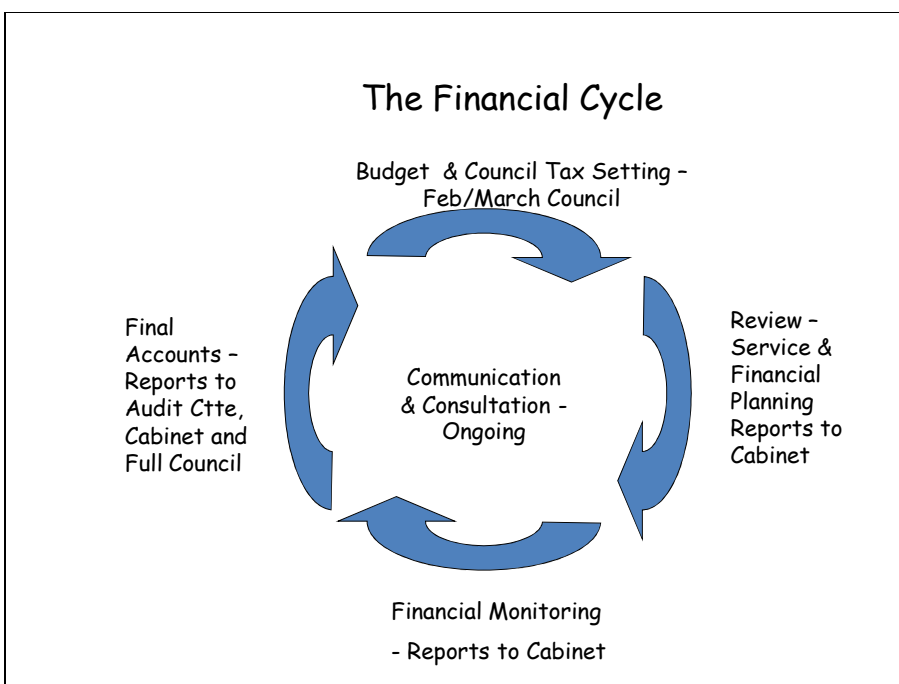 The Financial Cycle
Budget & Council Tax Setting –
Feb/March Council
Review –
Service &
Financial
Planning
Reports to
Cabinet
Financial Monitoring
- Reports to Cabinet
Final
Accounts –
Reports to
Audit Ctte,
Cabinet and
Full Council
Communication
& Consultation -
Ongoing